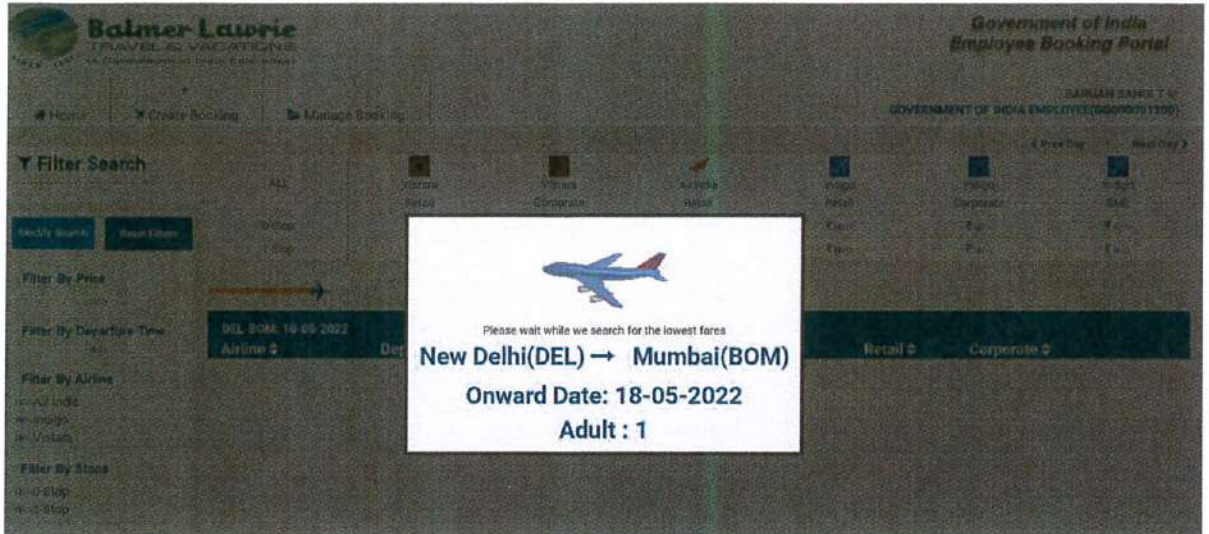 Balmer Lawrie
TRAVEL & VACATIONS
Government of India
Employee Booking Portal
Home
Create Booking
Manage Booking
GOVERNMENT OF INDIA EMPLOYEE
Prev Day
Next Day
Filter Search
ALL
Vistara
Vistara
Air India
Indigo
Indigo
Indigo
Retail
Corporate
Retail
Retail
Corporate
Modify Search
Reset Filters
0-Stop
Filter By Price
Please wait while we search for the lowest fares
New Delhi(DEL) → Mumbai(BOM)
Onward Date: 18-05-2022
Adult : 1
Filter By Departure Time
DEL BOM: 18-05-2022
Airline
Retail
Corporate
Filter By Airline
Air India
Indigo
Vistara
Filter By Stops
0-Stop